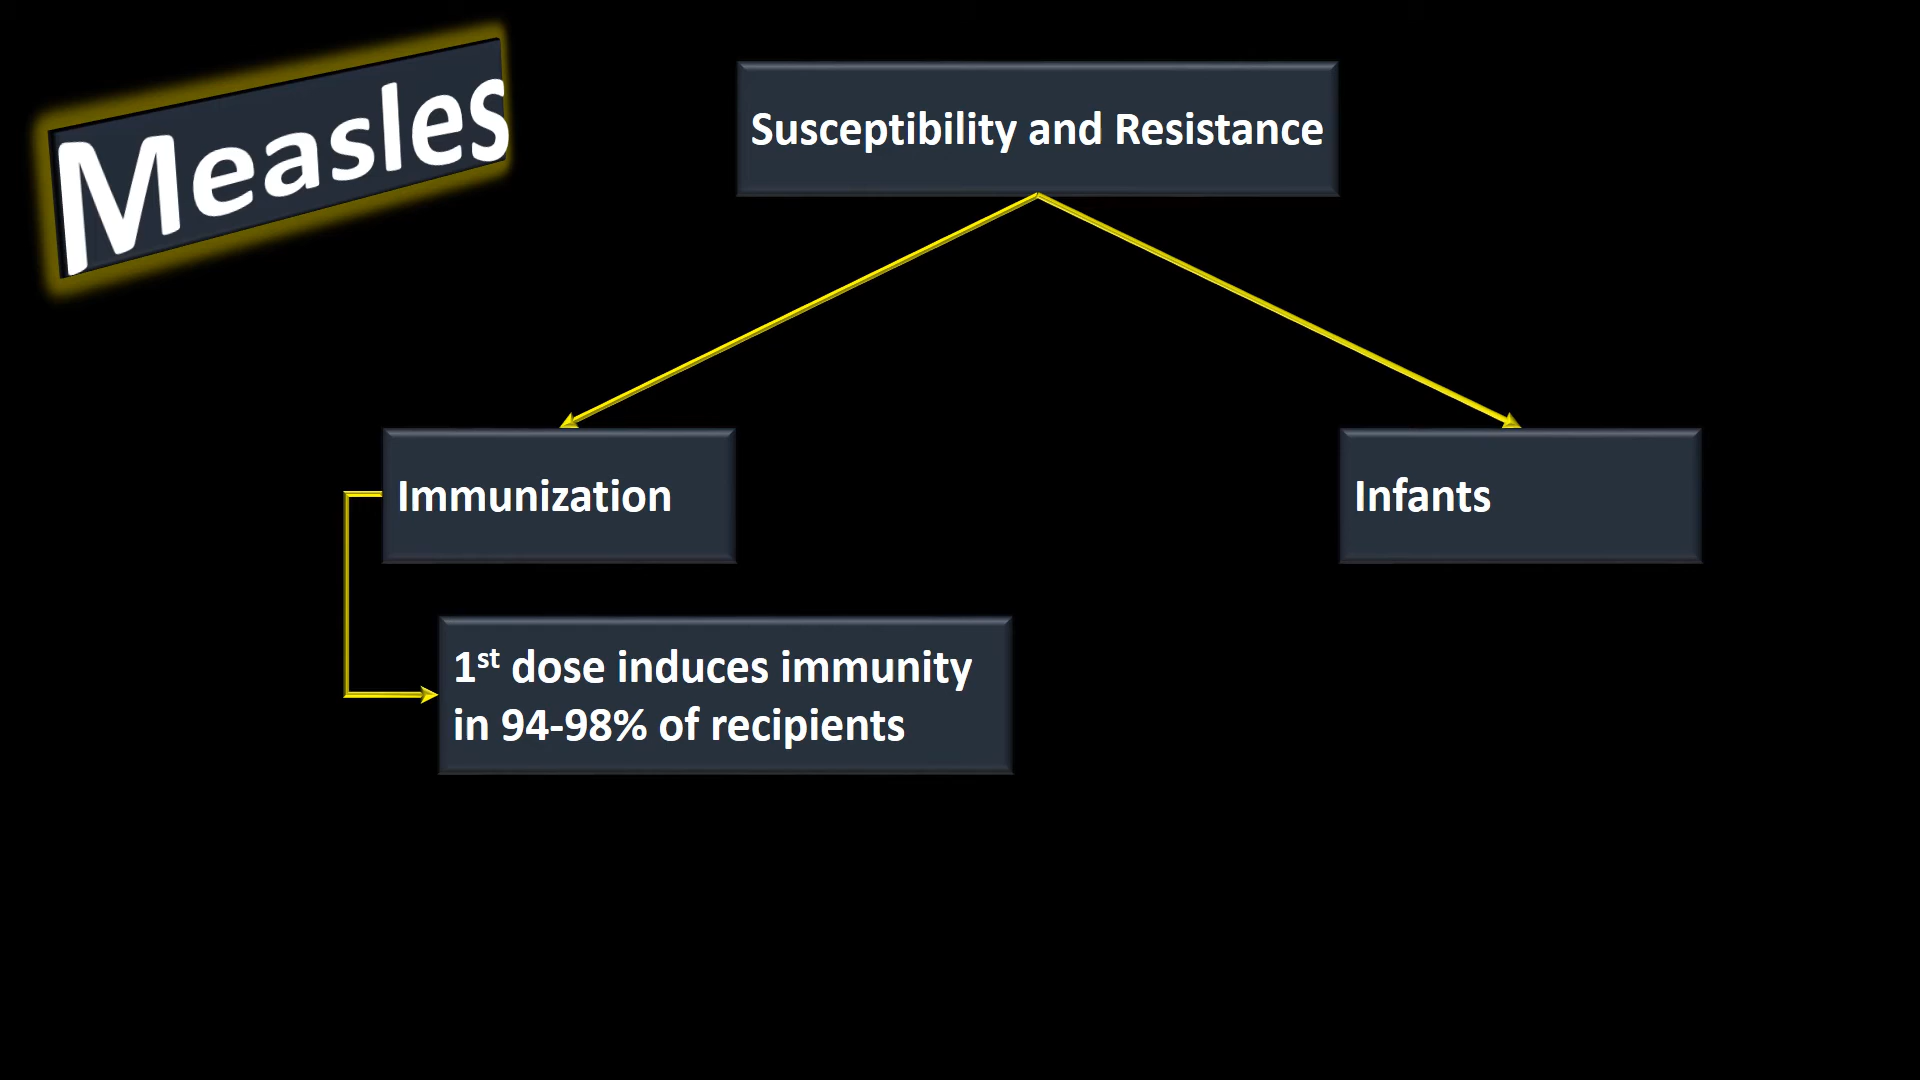 Measles
Susceptibility and Resistance
Immunization
Infants
1st dose induces immunity
in 94-98% of recipients